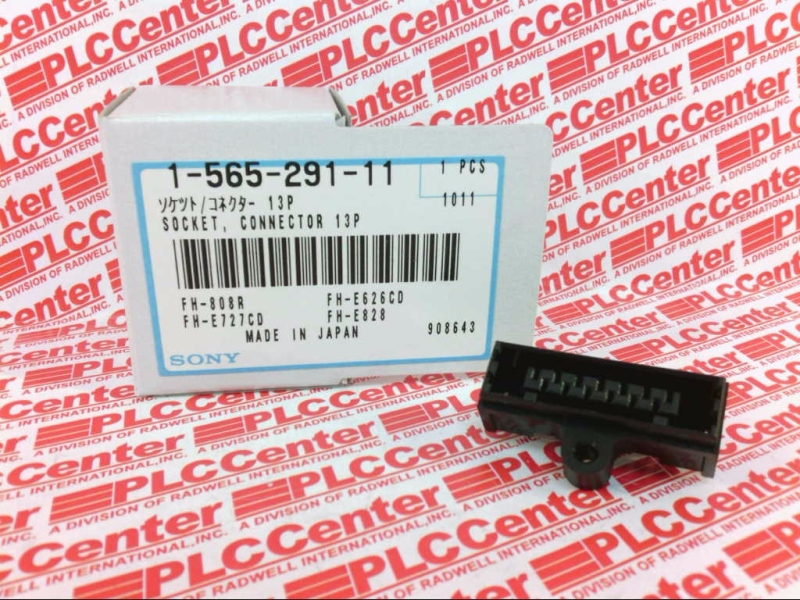 1-565-291-11
1 PCS
ソケツト/コネクター 13P
1011
SOCKET, CONNECTOR 13P
FH-808R FH-E626CD
FH-E727CD FH-E828
MADE IN JAPAN 908643
SONY
PLCCenter
A DIVISION OF RADWELL INTERNATIONAL, INC.